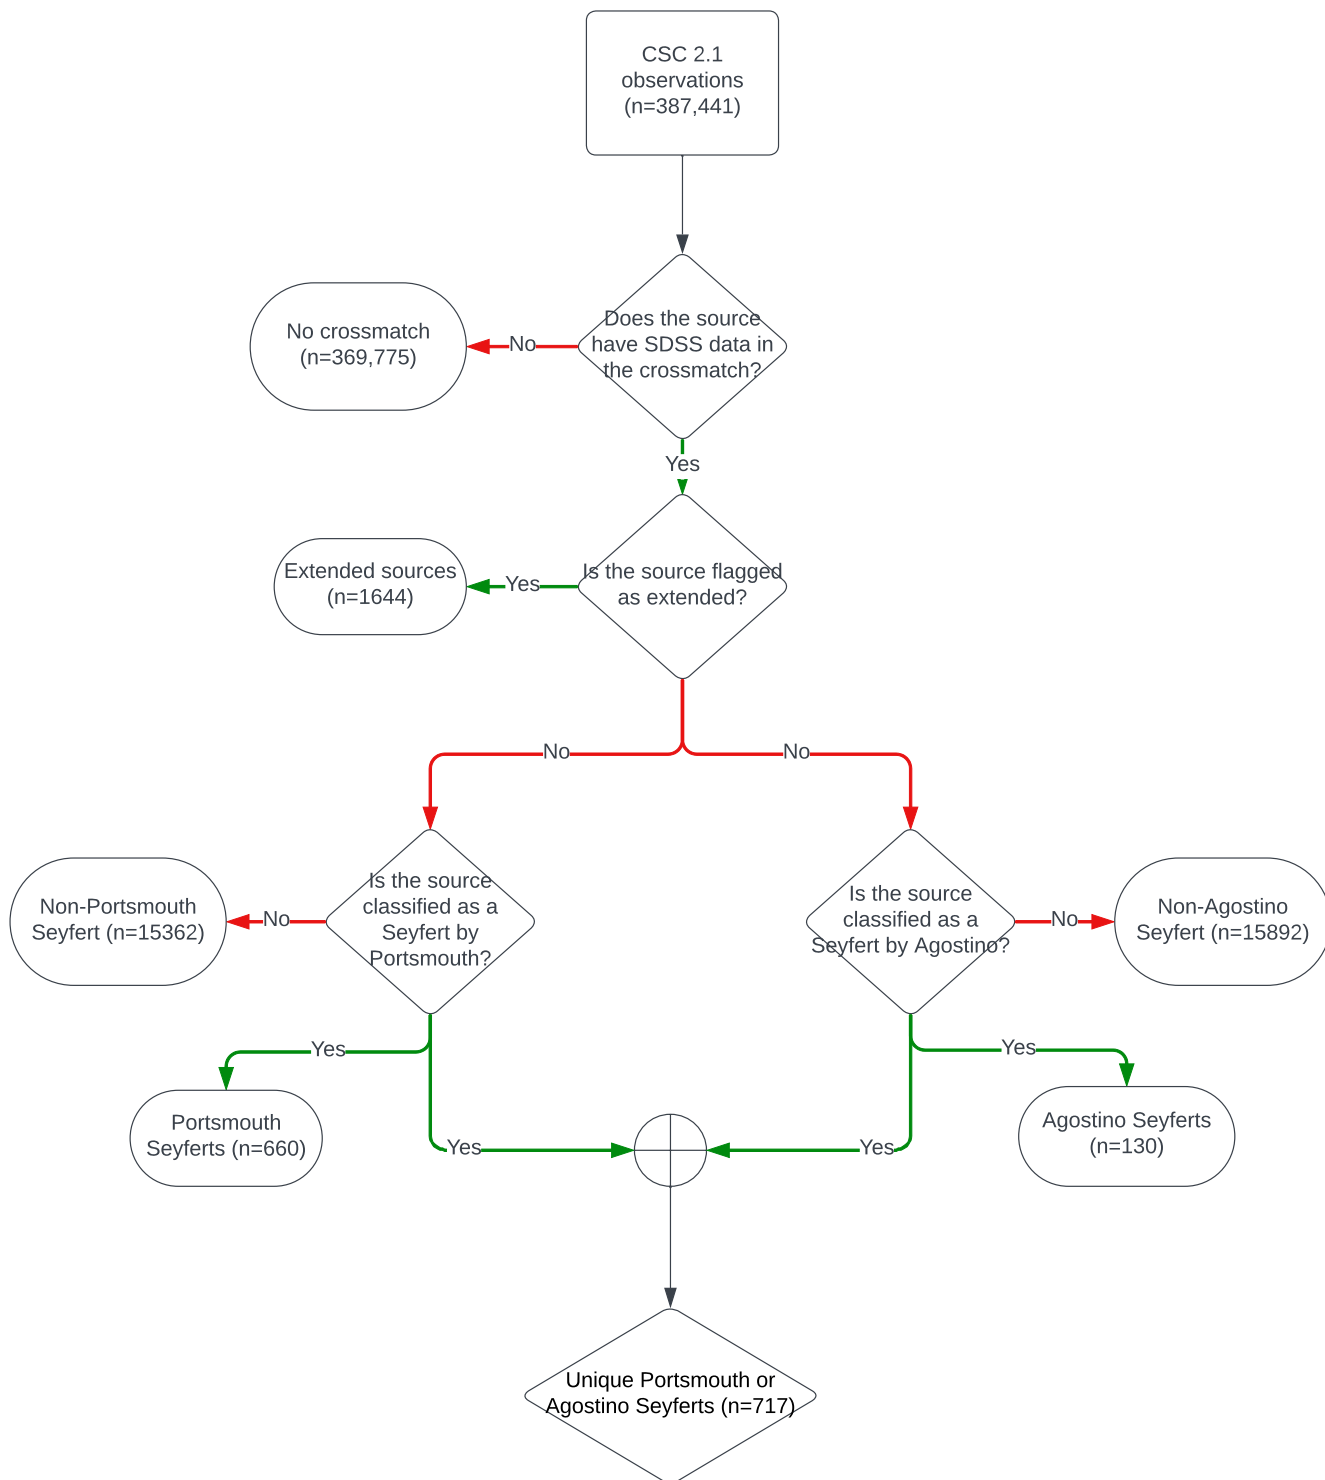 CSC 2.1
observations
(n=387,441)
Does the source
have SDSS data in
the crossmatch?
No
No crossmatch
(n=369,775)
Yes
Is the source flagged
as extended?
Yes
Extended sources
(n=1644)
No
No
Is the source
classified as a
Seyfert by
Portsmouth?
No
Non-Portsmouth
Seyfert (n=15362)
Is the source
classified as a
Seyfert by Agostino?
No
Non-Agostino
Seyfert (n=15892)
Yes
Portsmouth
Seyferts (n=660)
Yes
Yes
Yes
Agostino Seyferts
(n=130)
Unique Portsmouth or
Agostino Seyferts (n=717)